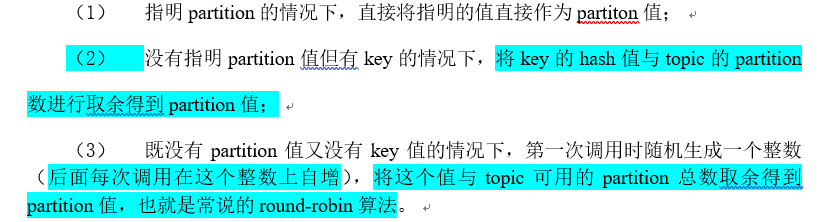 （1） 指明 partition 的情况下，直接将指明的值直接作为 partiton 值；
（2） 没有指明 partition 值但有 key 的情况下，将 key 的 hash 值与 topic 的 partition
数进行取余得到 partition 值；
（3） 既没有 partition 值又没有 key 值的情况下，第一次调用时随机生成一个整数
（后面每次调用在这个整数上自增），将这个值与 topic 可用的 partition 总数取余得到
partition 值，也就是常说的 round-robin 算法。